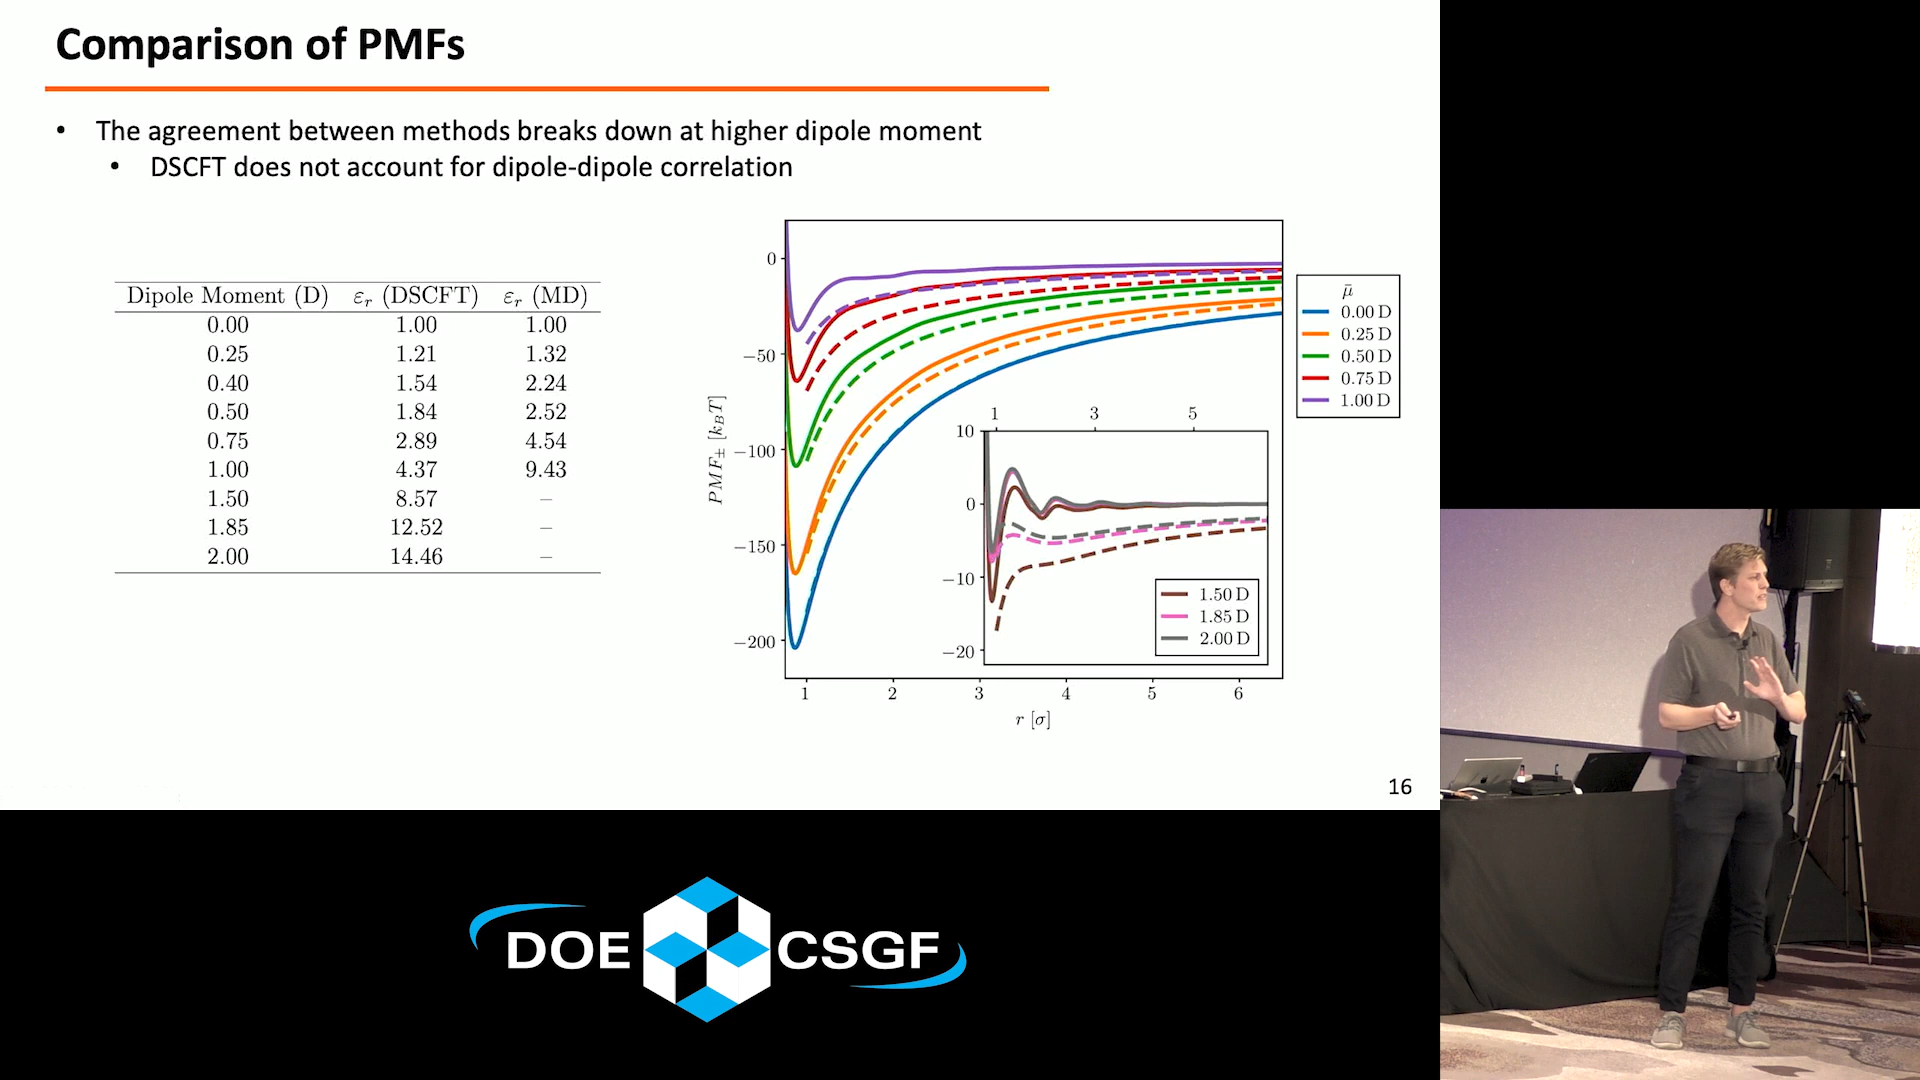 Comparison of PMFs
• The agreement between methods breaks down at higher dipole moment
• DSCFT does not account for dipole-dipole correlation
Dipole Moment (D) εr (DSCFT) εr (MD)
0.00 1.00 1.00
0.25 1.21 1.32
0.40 1.54 2.24
0.50 1.84 2.52
0.75 2.89 4.54
1.00 4.37 9.43
1.50 8.57 –
1.85 12.52 –
2.00 14.46 –
PMF± [kBT]
0
−50
−100
−150
−200
1 2 3 4 5 6
r [σ]
1 3 5
10
0
−10
−20
1.50 D
1.85 D
2.00 D
μ̄
0.00 D
0.25 D
0.50 D
0.75 D
1.00 D
16
DOE CSGF